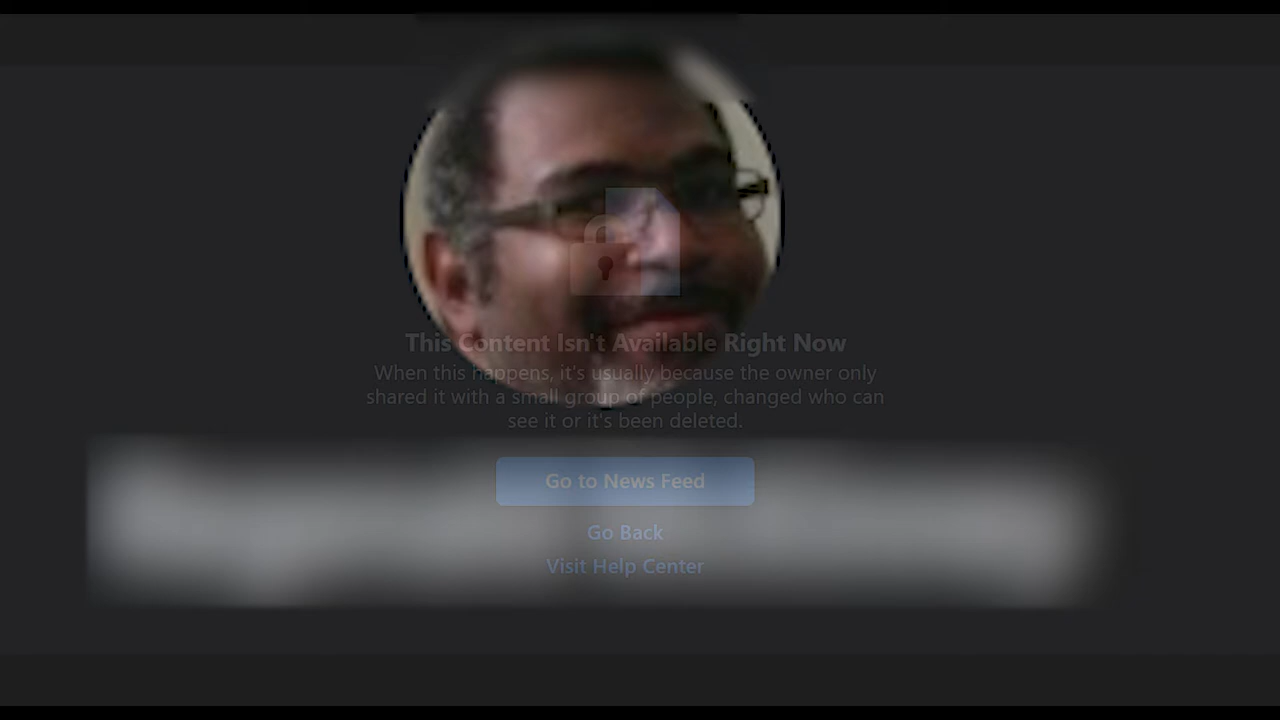 This Content Isn't Available Right Now
When this happens, it's usually because the owner only
shared it with a small group of people, changed who can
see it or it's been deleted.
Go to News Feed
Go Back
Visit Help Center